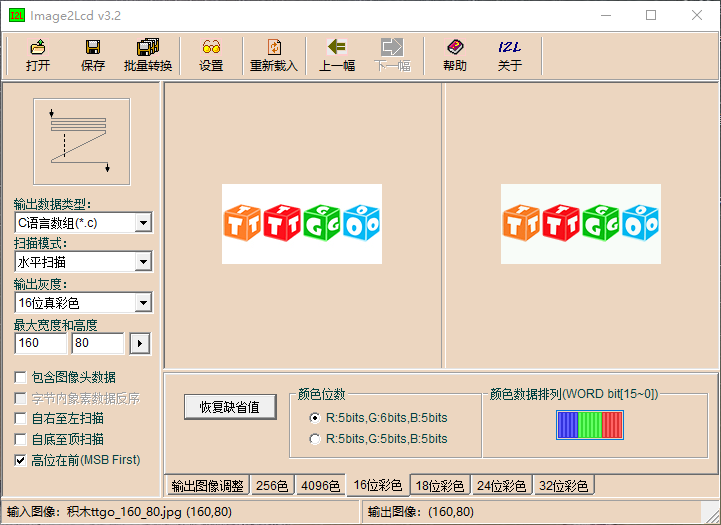 Image2Lcd v3.2
打开 保存 批量转换 设置 重新载入 上一幅 下一幅 帮助 关于
输出数据类型:
C语言数组(*.c)
扫描模式:
水平扫描
输出灰度:
16位真彩色
最大宽度和高度
160 80
包含图像头数据
字节内象素数据反序
自右至左扫描
自底至顶扫描
高位在前(MSB First)
TTGO
TTGO
恢复缺省值
颜色位数
R:5bits,G:6bits,B:5bits
R:5bits,G:5bits,B:5bits
颜色数据排列(WORD bit[15~0])
输出图像调整 256色 4096色 16位彩色 18位彩色 24位彩色 32位彩色
输入图像: 积木ttgo_160_80.jpg (160,80) 输出图像: (160,80)